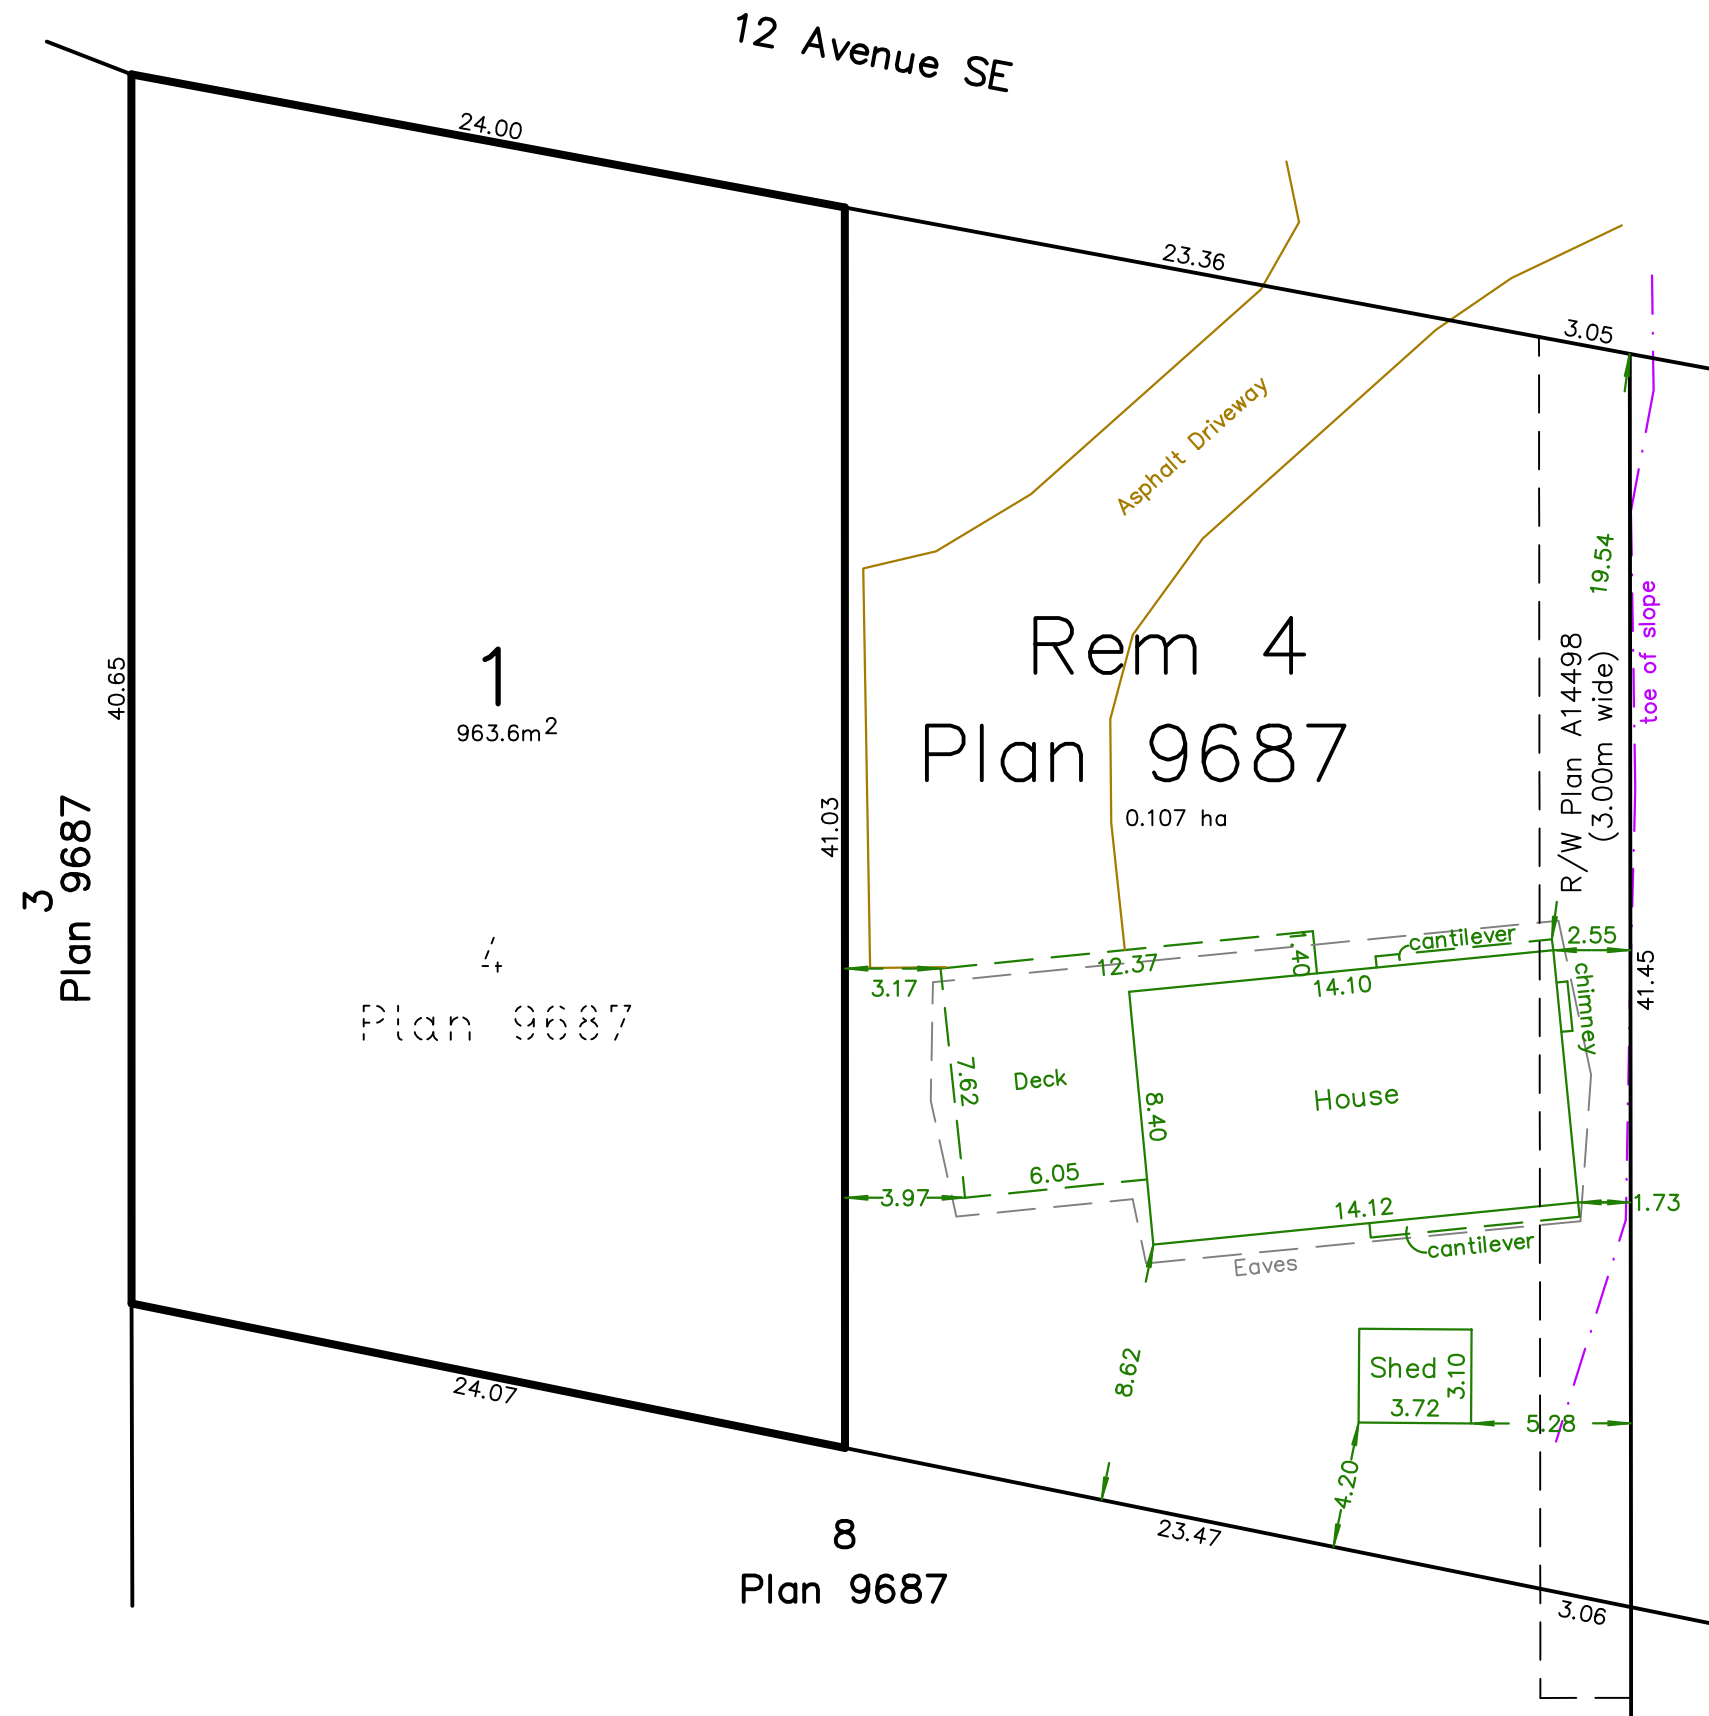 12 Avenue SE
24.00
23.36
3.05
Asphalt Driveway
19.54
toe of slope
Rem 4
Plan 9687
0.107 ha
R/W Plan A14498
(3.00m wide)
1
963.6m2
40.65
41.03
3
Plan 9687
4
Plan 9687
cantilever
2.55
1.40
12.37
14.10
3.17
41.45
chimney
7.62
Deck
8.40
House
6.05
3.97
14.12
1.73
cantilever
Eaves
8.62
Shed
3.10
3.72
5.28
4.20
24.07
23.47
3.06
8
Plan 9687